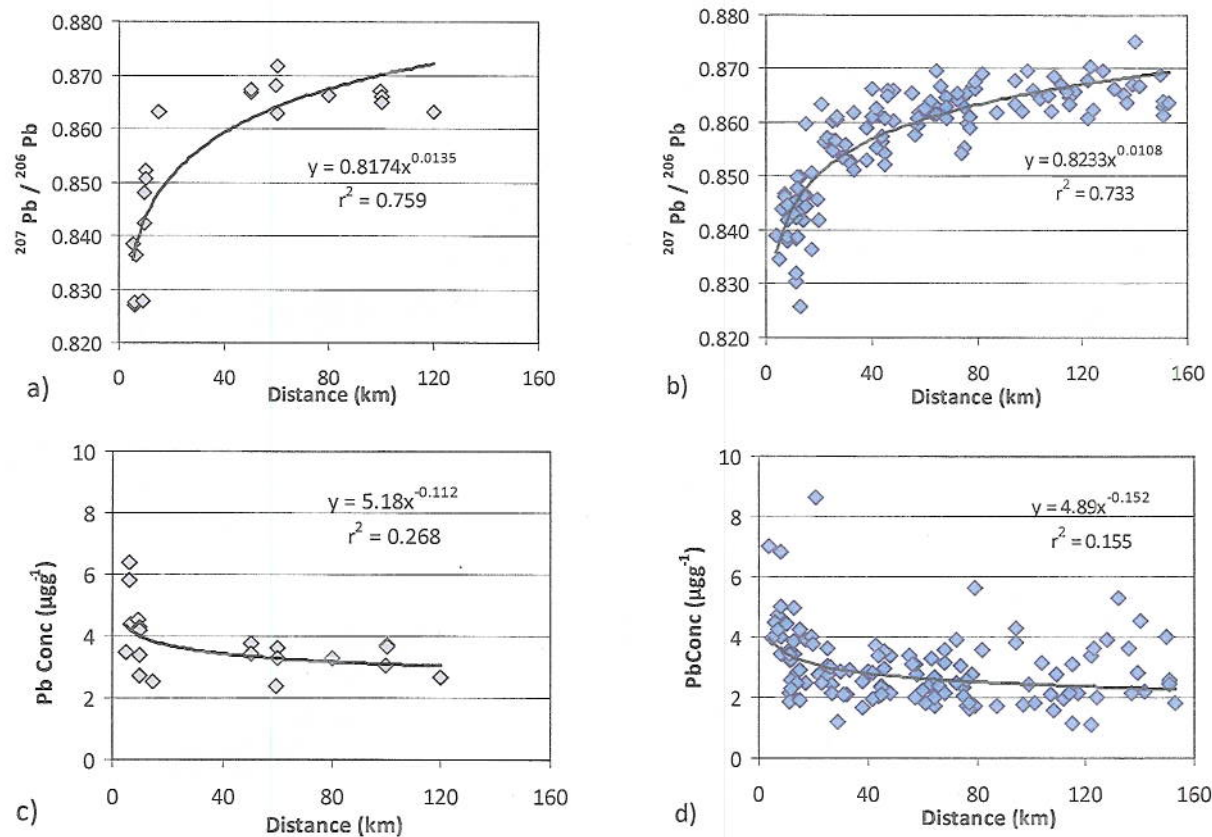 0.880
0.870
0.860
0.850
0.840
0.830
0.820
207 Pb / 206 Pb
y = 0.8174x^0.0135
r² = 0.759
0 40 80 120 160
Distance (km)
a)
0.880
0.870
0.860
0.850
0.840
0.830
0.820
207 Pb / 206 Pb
y = 0.8233x^0.0108
r² = 0.733
0 40 80 120 160
Distance (km)
b)
10
8
6
4
2
0
Pb Conc (µgg⁻¹)
y = 5.18x^-0.112
r² = 0.268
0 40 80 120 160
Distance (km)
c)
10
8
6
4
2
0
PbConc (µgg⁻¹)
y = 4.89x^-0.152
r² = 0.155
0 40 80 120 160
Distance (km)
d)